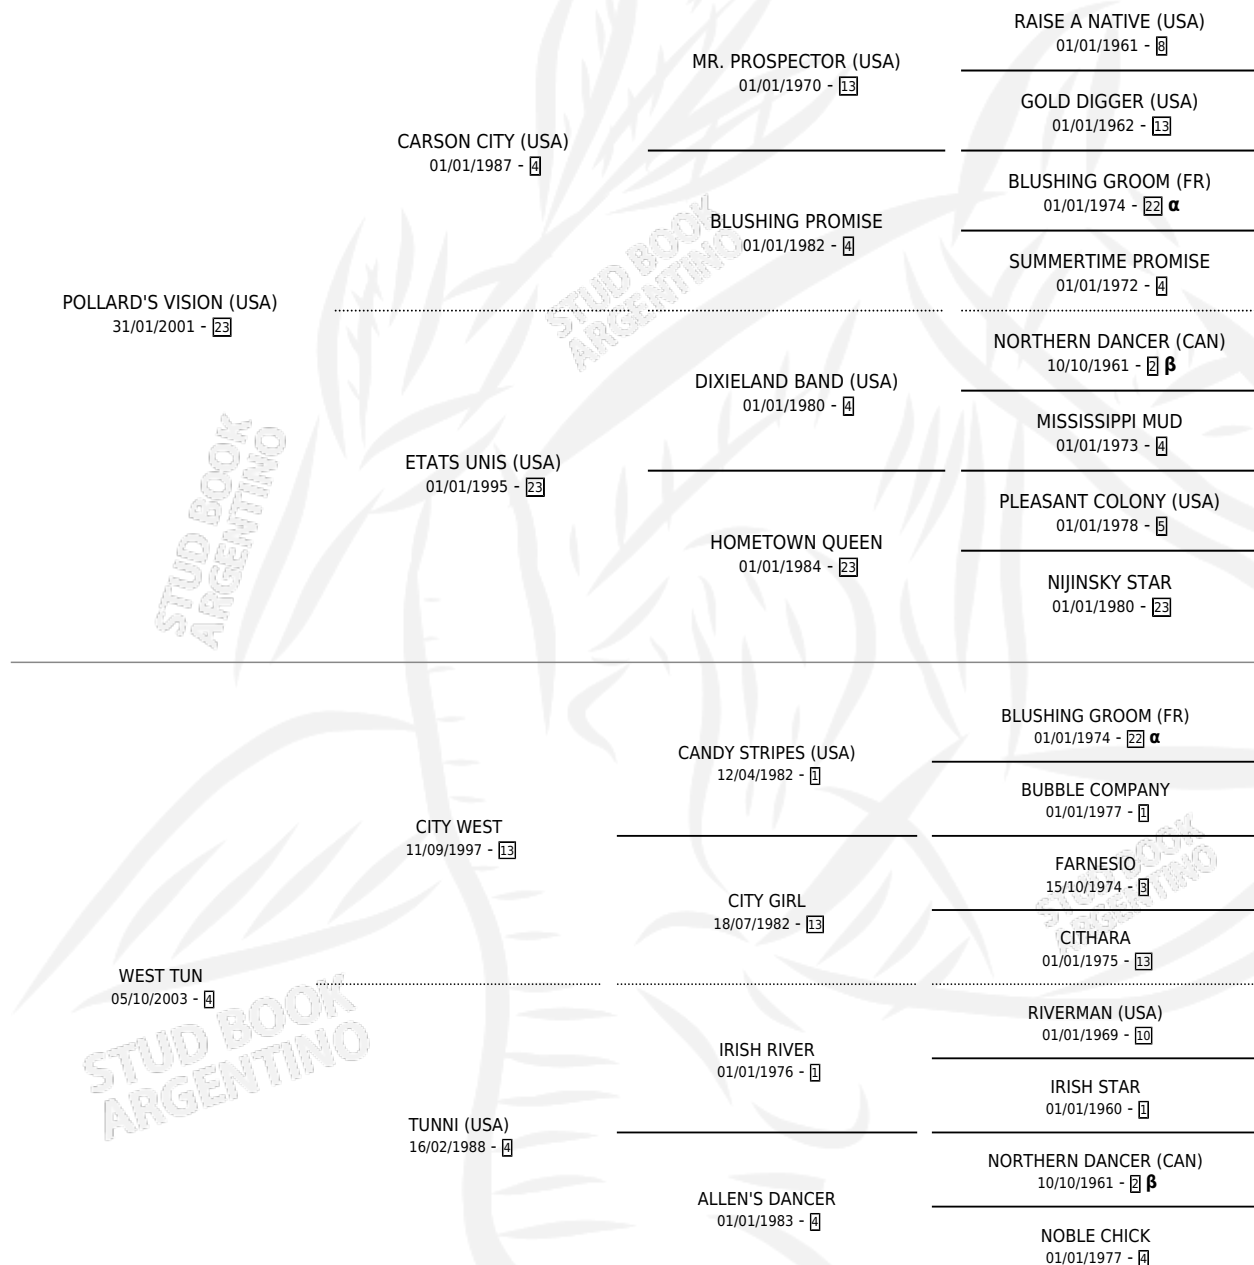 RAISE A NATIVE (USA)
01/01/1961 - 8
MR. PROSPECTOR (USA)
01/01/1970 - 13
GOLD DIGGER (USA)
01/01/1962 - 13
CARSON CITY (USA)
01/01/1987 - 4
BLUSHING GROOM (FR)
01/01/1974 - 22 α
BLUSHING PROMISE
01/01/1982 - 4
SUMMERTIME PROMISE
01/01/1972 - 4
POLLARD'S VISION (USA)
31/01/2001 - 23
NORTHERN DANCER (CAN)
10/10/1961 - 2 β
DIXIELAND BAND (USA)
01/01/1980 - 4
MISSISSIPPI MUD
01/01/1973 - 4
ETATS UNIS (USA)
01/01/1995 - 23
PLEASANT COLONY (USA)
01/01/1978 - 5
HOMETOWN QUEEN
01/01/1984 - 23
NIJINSKY STAR
01/01/1980 - 23
BLUSHING GROOM (FR)
01/01/1974 - 22 α
CANDY STRIPES (USA)
12/04/1982 - 1
BUBBLE COMPANY
01/01/1977 - 1
CITY WEST
11/09/1997 - 13
FARNESIO
15/10/1974 - 3
CITY GIRL
18/07/1982 - 13
CITHARA
01/01/1975 - 13
WEST TUN
05/10/2003 - 4
RIVERMAN (USA)
01/01/1969 - 10
IRISH RIVER
01/01/1976 - 1
IRISH STAR
01/01/1960 - 1
TUNNI (USA)
16/02/1988 - 4
NORTHERN DANCER (CAN)
10/10/1961 - 2 β
ALLEN'S DANCER
01/01/1983 - 4
NOBLE CHICK
01/01/1977 - 4
STUD BOOK
ARGENTINO
STUD BOOK
ARGENTINO
STUD BOOK
ARGENTINO
STUD BOOK
ARGENTINO